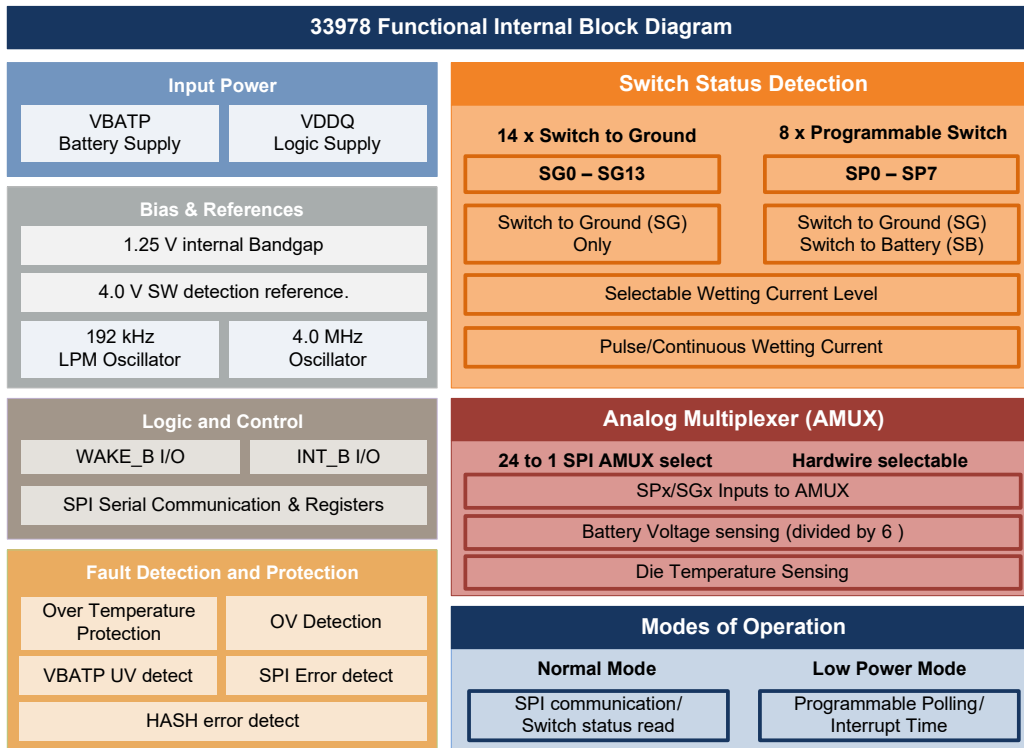 33978 Functional Internal Block Diagram
Input Power
VBATP
Battery Supply
VDDQ
Logic Supply
Bias & References
1.25 V internal Bandgap
4.0 V SW detection reference.
192 kHz
LPM Oscillator
4.0 MHz
Oscillator
Logic and Control
WAKE_B I/O
INT_B I/O
SPI Serial Communication & Registers
Fault Detection and Protection
Over Temperature
Protection
OV Detection
VBATP UV detect
SPI Error detect
HASH error detect
Switch Status Detection
14 x Switch to Ground
8 x Programmable Switch
SG0 – SG13
SP0 – SP7
Switch to Ground (SG)
Only
Switch to Ground (SG)
Switch to Battery (SB)
Selectable Wetting Current Level
Pulse/Continuous Wetting Current
Analog Multiplexer (AMUX)
24 to 1 SPI AMUX select
Hardwire selectable
SPx/SGx Inputs to AMUX
Battery Voltage sensing (divided by 6 )
Die Temperature Sensing
Modes of Operation
Normal Mode
Low Power Mode
SPI communication/
Switch status read
Programmable Polling/
Interrupt Time